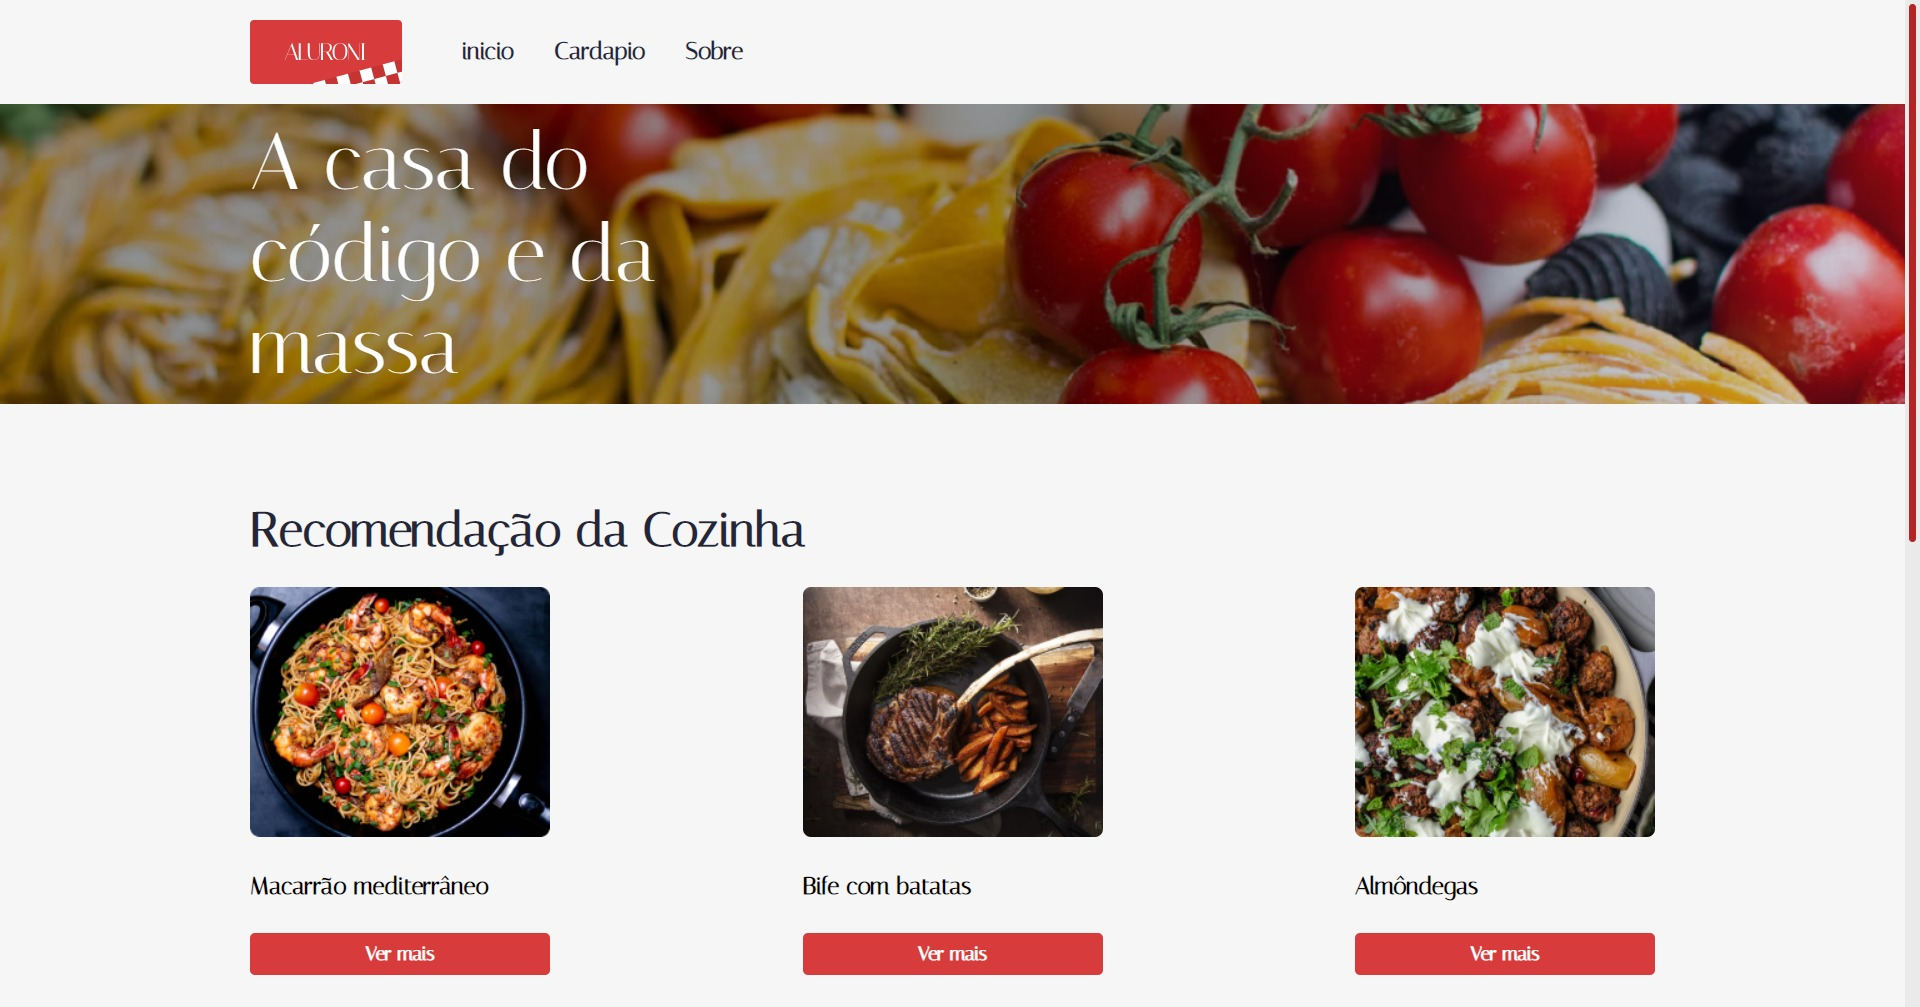 ALURONI
inicio Cardapio Sobre
A casa do
código e da
massa
Recomendação da Cozinha
Macarrão mediterrâneo
Bife com batatas
Almôndegas
Ver mais
Ver mais
Ver mais